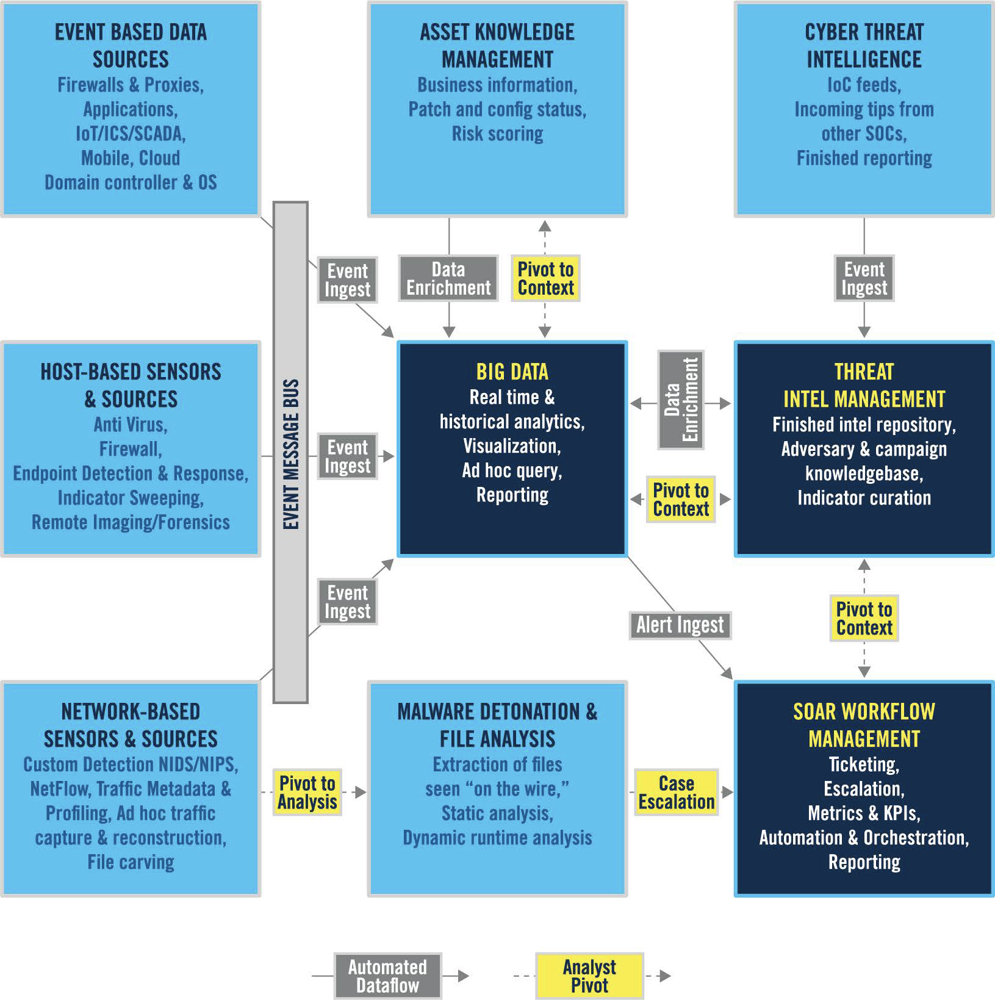 EVENT BASED DATA
SOURCES
Firewalls & Proxies,
Applications,
IoT/ICS/SCADA,
Mobile, Cloud
Domain controller & OS
ASSET KNOWLEDGE
MANAGEMENT
Business information,
Patch and config status,
Risk scoring
CYBER THREAT
INTELLIGENCE
IoC feeds,
Incoming tips from
other SOCs,
Finished reporting
Event
Ingest
Data
Enrichment
Pivot to
Context
Event
Ingest
EVENT MESSAGE BUS
HOST-BASED SENSORS
& SOURCES
Anti Virus,
Firewall,
Endpoint Detection & Response,
Indicator Sweeping,
Remote Imaging/Forensics
Event
Ingest
BIG DATA
Real time &
historical analytics,
Visualization,
Ad hoc query,
Reporting
Data
Enrichment
Pivot to
Context
THREAT
INTEL MANAGEMENT
Finished intel repository,
Adversary & campaign
knowledgebase,
Indicator curation
Event
Ingest
Alert Ingest
Pivot to
Context
NETWORK-BASED
SENSORS & SOURCES
Custom Detection NIDS/NIPS,
NetFlow, Traffic Metadata &
Profiling, Ad hoc traffic
capture & reconstruction,
File carving
Pivot to
Analysis
MALWARE DETONATION &
FILE ANALYSIS
Extraction of files
seen “on the wire,”
Static analysis,
Dynamic runtime analysis
Case
Escalation
SOAR WORKFLOW
MANAGEMENT
Ticketing,
Escalation,
Metrics & KPIs,
Automation & Orchestration,
Reporting
Automated
Dataflow
Analyst
Pivot